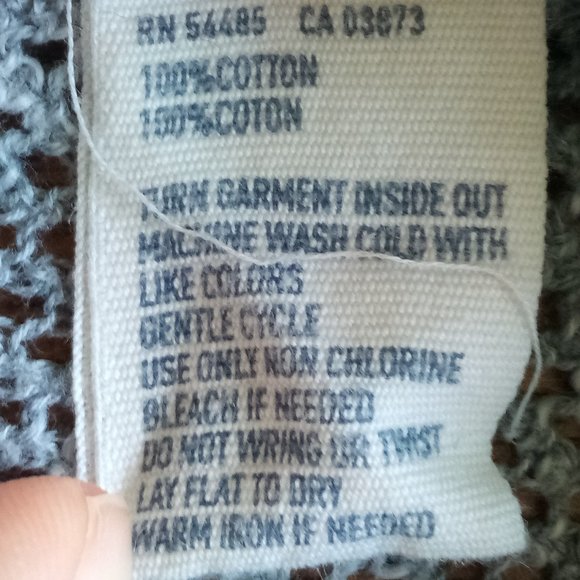 RN 54485 CA 03873
100%COTTON
100%COTON
TURN GARMENT INSIDE OUT
MACHINE WASH COLD WITH
LIKE COLORS
GENTLE CYCLE
USE ONLY NON CHLORINE
BLEACH IF NEEDED
DO NOT WRING OR TWIST
LAY FLAT TO DRY
WARM IRON IF NEEDED